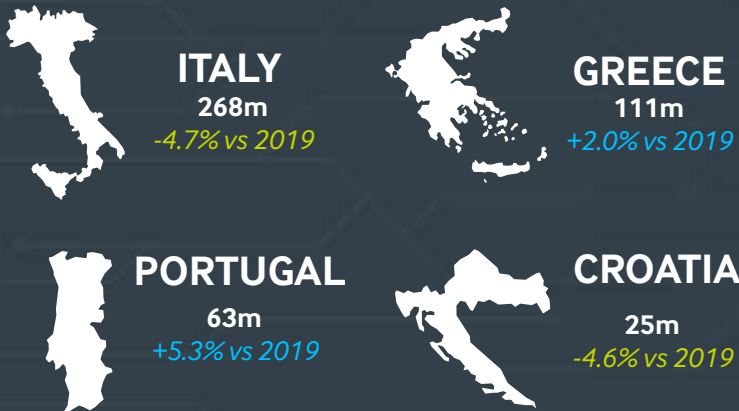 ITALY
268m
-4.7% vs 2019
GREECE
111m
+2.0% vs 2019
PORTUGAL
63m
+5.3% vs 2019
CROATIA
25m
-4.6% vs 2019